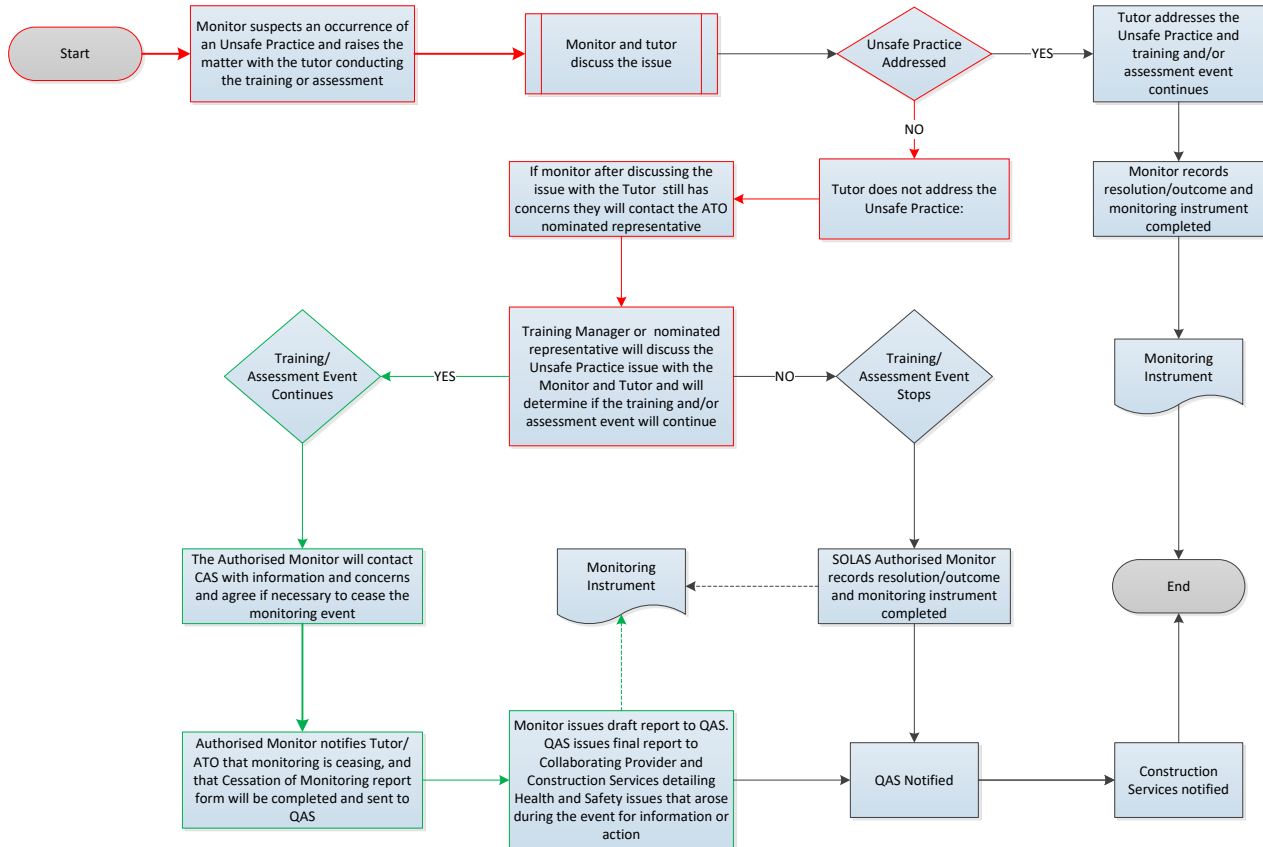 Start
Monitor suspects an occurrence of
an Unsafe Practice and raises the
matter with the tutor conducting
the training or assessment
Monitor and tutor
discuss the issue
Unsafe Practice
Addressed
YES
Tutor addresses the
Unsafe Practice and
training and/or
assessment event
continues
NO
If monitor after discussing the
issue with the Tutor still has
concerns they will contact the ATO
nominated representative
Tutor does not address the
Unsafe Practice:
Monitor records
resolution/outcome and
monitoring instrument
completed
Training/
Assessment Event
Continues
YES
Training Manager or nominated
representative will discuss the
Unsafe Practice issue with the
Monitor and Tutor and will
determine if the training and/or
assessment event will continue
NO
Training/
Assessment Event
Stops
Monitoring
Instrument
The Authorised Monitor will contact
CAS with information and concerns
and agree if necessary to cease the
monitoring event
Monitoring
Instrument
SOLAS Authorised Monitor
records resolution/outcome
and monitoring instrument
completed
End
Authorised Monitor notifies Tutor/
ATO that monitoring is ceasing, and
that Cessation of Monitoring report
form will be completed and sent to
QAS
Monitor issues draft report to QAS.
QAS issues final report to
Collaborating Provider and
Construction Services detailing
Health and Safety issues that arose
during the event for information or
action
QAS Notified
Construction
Services notified